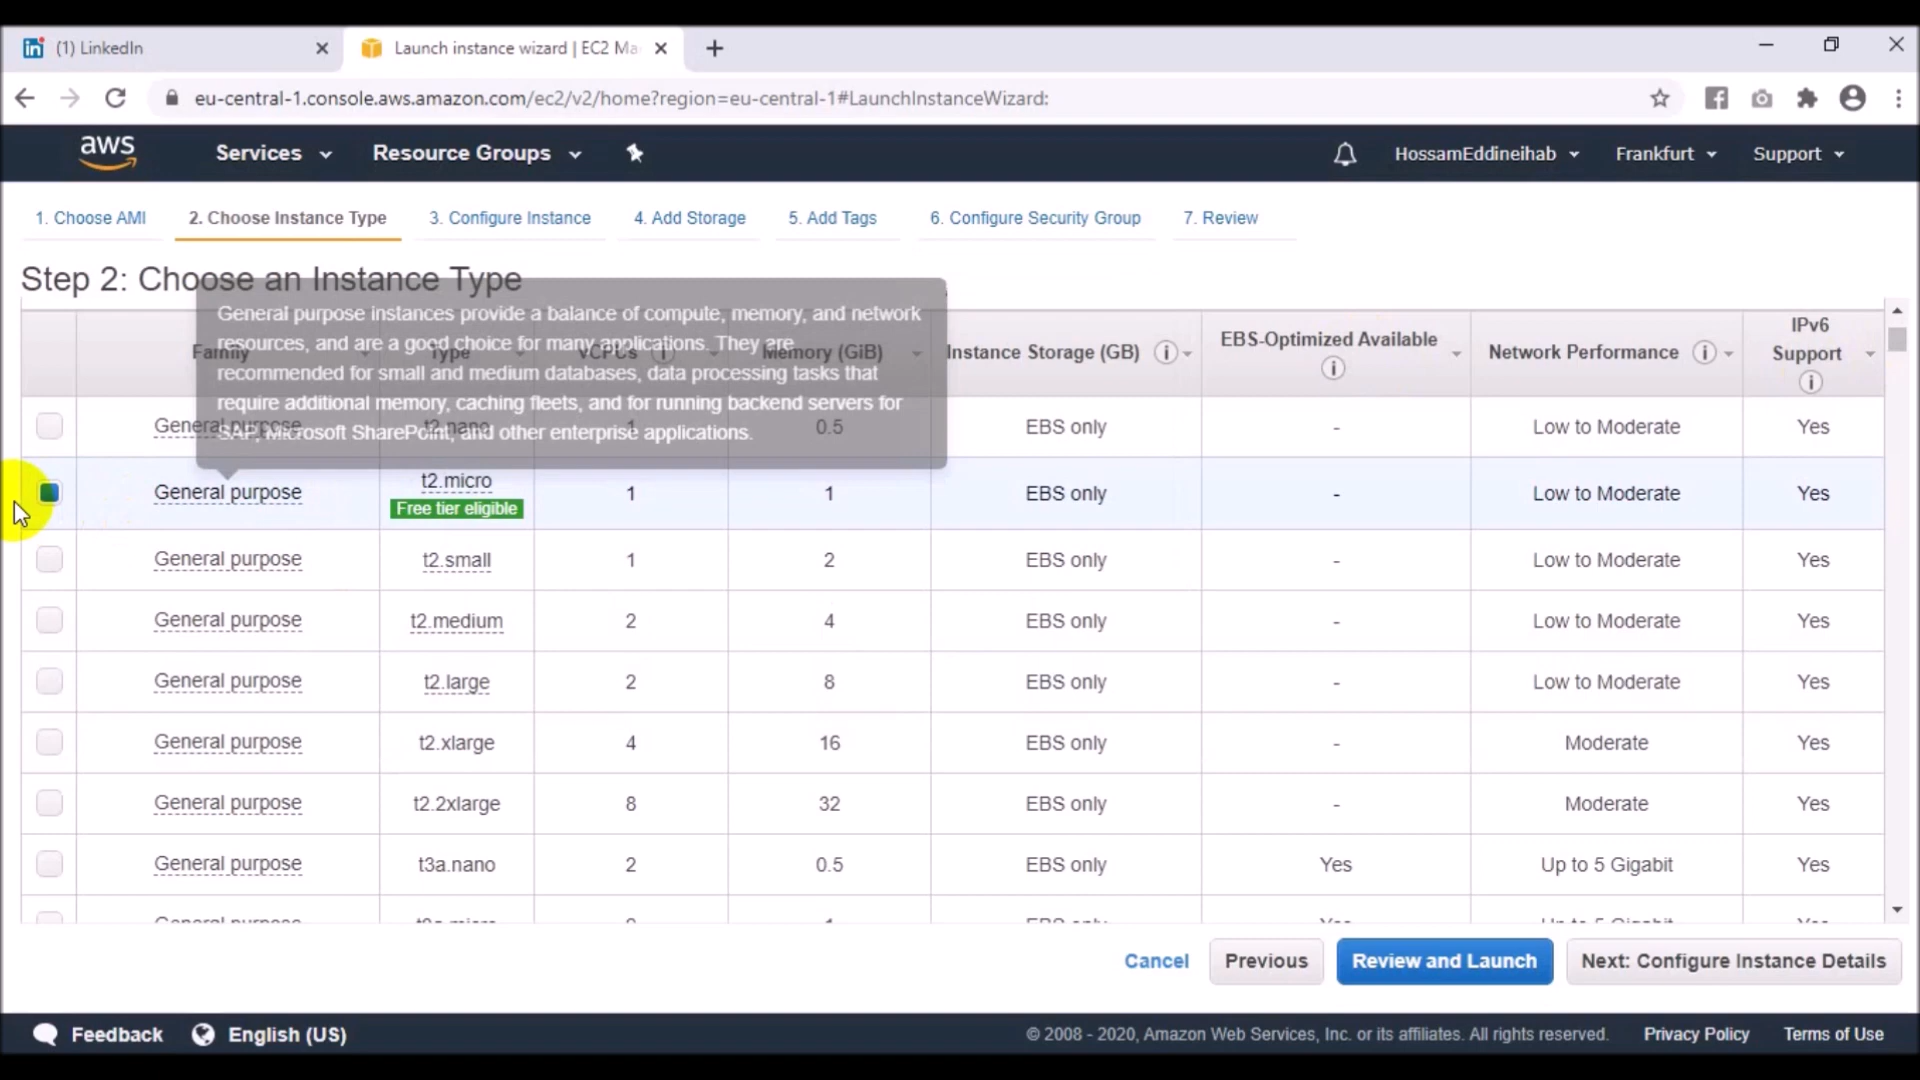 (1) LinkedIn
Launch instance wizard | EC2 Ma
eu-central-1.console.aws.amazon.com/ec2/v2/home?region=eu-central-1#LaunchInstanceWizard:
aws Services Resource Groups HossamEddineihab Frankfurt Support
1. Choose AMI 2. Choose Instance Type 3. Configure Instance 4. Add Storage 5. Add Tags 6. Configure Security Group 7. Review
Step 2: Choose an Instance Type
General purpose instances provide a balance of compute, memory, and network
resources, and are a good choice for many applications. They are
recommended for small and medium databases, data processing tasks that
require additional memory, caching fleets, and for running backend servers for
SAP, Microsoft SharePoint, and other enterprise applications.
Family Type vCPUs Memory (GiB) Instance Storage (GB) EBS-Optimized Available Network Performance IPv6 Support
General purpose t2.nano 1 0.5 EBS only - Low to Moderate Yes
General purpose t2.micro 1 1 EBS only - Low to Moderate Yes
Free tier eligible
General purpose t2.small 1 2 EBS only - Low to Moderate Yes
General purpose t2.medium 2 4 EBS only - Low to Moderate Yes
General purpose t2.large 2 8 EBS only - Low to Moderate Yes
General purpose t2.xlarge 4 16 EBS only - Moderate Yes
General purpose t2.2xlarge 8 32 EBS only - Moderate Yes
General purpose t3a.nano 2 0.5 EBS only Yes Up to 5 Gigabit Yes
Cancel Previous Review and Launch Next: Configure Instance Details
Feedback English (US) © 2008 - 2020, Amazon Web Services, Inc. or its affiliates. All rights reserved. Privacy Policy Terms of Use